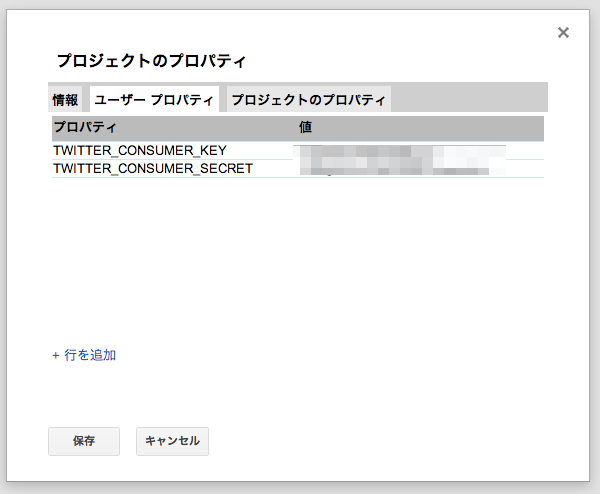 プロジェクトのプロパティ
情報 ユーザー プロパティ プロジェクトのプロパティ
プロパティ 値
TWITTER_CONSUMER_KEY
TWITTER_CONSUMER_SECRET
+ 行を追加
保存 キャンセル